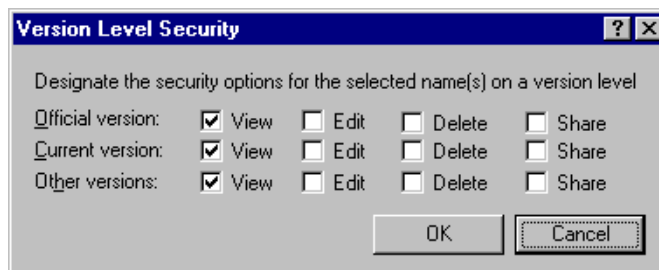 Version Level Security
Designate the security options for the selected name(s) on a version level
Official version: View Edit Delete Share
Current version: View Edit Delete Share
Other versions: View Edit Delete Share
OK Cancel